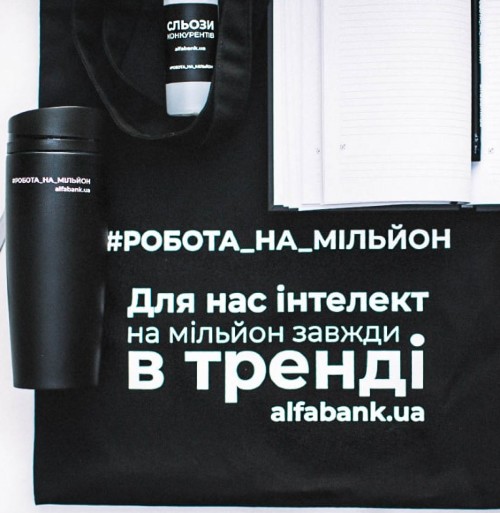 СЛЬОЗИ
КОНКУРЕНТІВ
alfabank.ua
#РОБОТА_НА_МІЛЬЙОН
#РОБОТА_НА_МІЛЬЙОН
alfabank.ua
#РОБОТА_НА_МІЛЬЙОН
Для нас інтелект
на мільйон завжди
в тренді
alfabank.ua